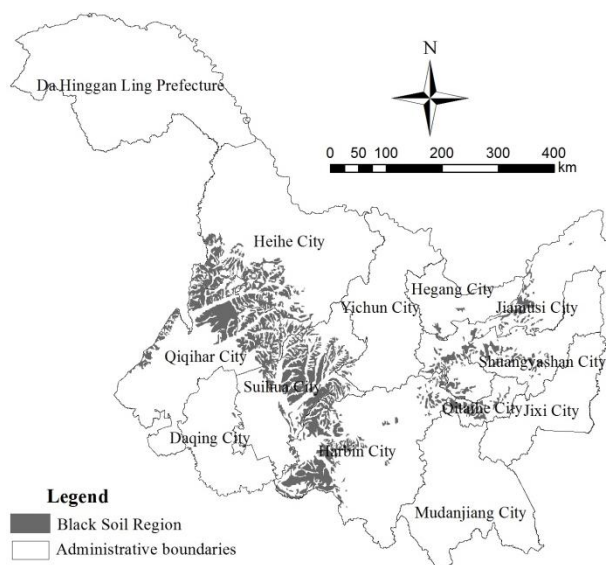 N
Da Hinggan Ling Prefecture
0 50 100 200 300 400
km
Heihe City
Hegang City
Yichun City
Jiamusi City
Qiqihar City
Shuangyashan City
Suihua City
Qitaihe City
Jixi City
Daqing City
Harbin City
Mudanjiang City
Legend
Black Soil Region
Administrative boundaries